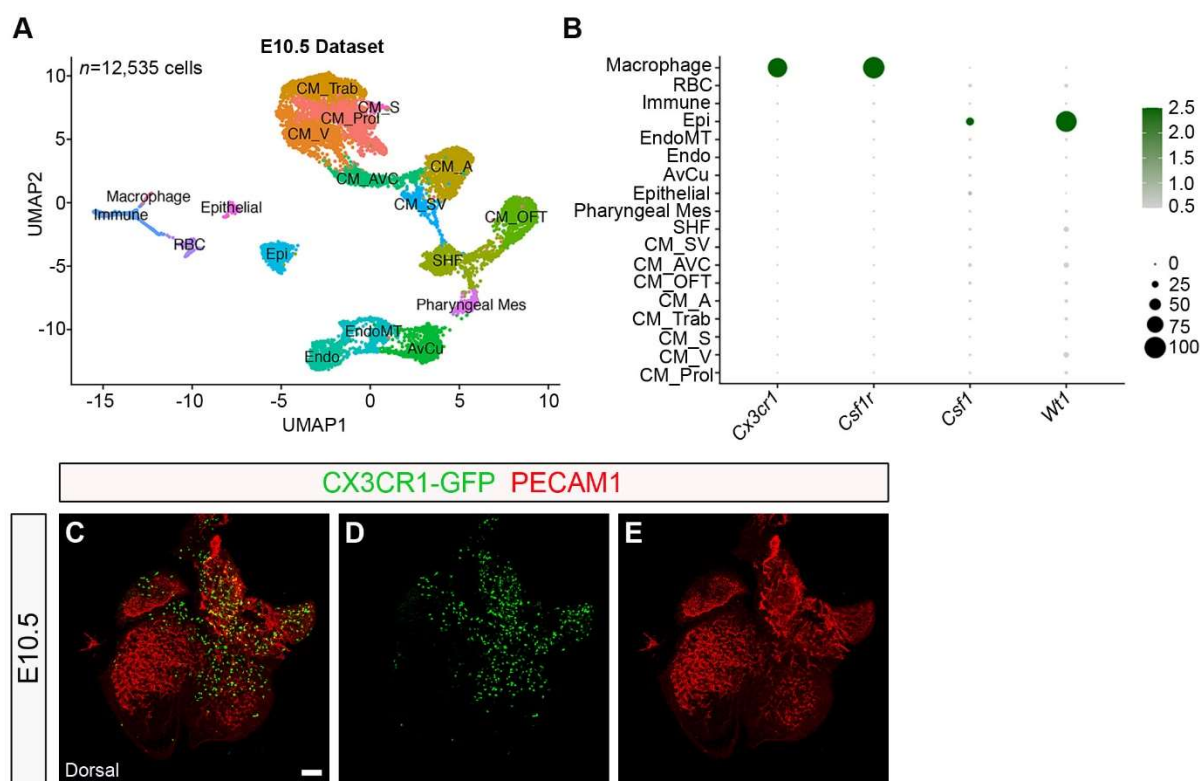 A
E10.5 Dataset
n=12,535 cells
UMAP2
10
5
0
-5
-10
CM_Trab
CM_S
CM_Prol
CM_V
CM_AVC
CM_A
CM_SV
CM_OFT
Macrophage
Immune
Epithelial
RBC
Epi
SHF
Pharyngeal Mes
EndoMT
Endo
AvCu
-15 -10 -5 0 5 10
UMAP1
B
Macrophage
RBC
Immune
Epi
EndoMT
Endo
AvCu
Epithelial
Pharyngeal Mes
SHF
CM_SV
CM_AVC
CM_OFT
CM_A
CM_Trab
CM_S
CM_V
CM_Prol
Cx3cr1 Csf1r Csf1 Wt1
2.5
2.0
1.5
1.0
0.5
0
25
50
75
100
CX3CR1-GFP PECAM1
E10.5
C
Dorsal
D
E